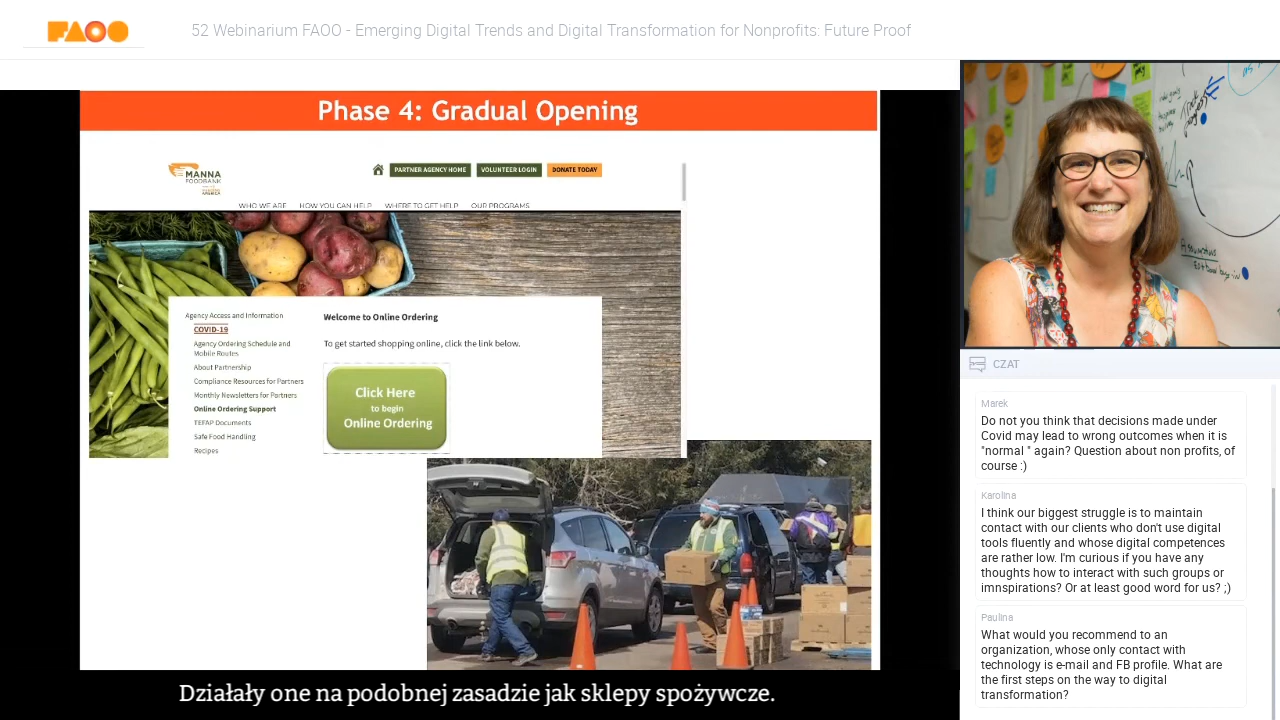 FAOO
52 Webinarium FAOO - Emerging Digital Trends and Digital Transformation for Nonprofits: Future Proof
Phase 4: Gradual Opening
MANNA
FOODBANK
PARTNER AGENCY HOME
VOLUNTEER LOGIN
DONATE TODAY
WHO WE ARE
HOW YOU CAN HELP
WHERE TO GET HELP
OUR PROGRAMS
Agency Access and Information
COVID-19
Agency Ordering Schedule and
Mobile Routes
About Partnership
Compliance Resources for Partners
Monthly Newsletters for Partners
Online Ordering Support
TEFAP Documents
Safe Food Handling
Recipes
Welcome to Online Ordering
To get started shopping online, click the link below.
Click Here
to begin
Online Ordering
Działały one na podobnej zasadzie jak sklepy spożywcze.
CZAT
Marek
Do not you think that decisions made under
Covid may lead to wrong outcomes when it is
"normal " again? Question about non profits, of
course :)
Karolina
I think our biggest struggle is to maintain
contact with our clients who don't use digital
tools fluently and whose digital competences
are rather low. I'm curious if you have any
thoughts how to interact with such groups or
imnspirations? Or at least good word for us? ;)
Paulina
What would you recommend to an
organization, whose only contact with
technology is e-mail and FB profile. What are
the first steps on the way to digital
transformation?